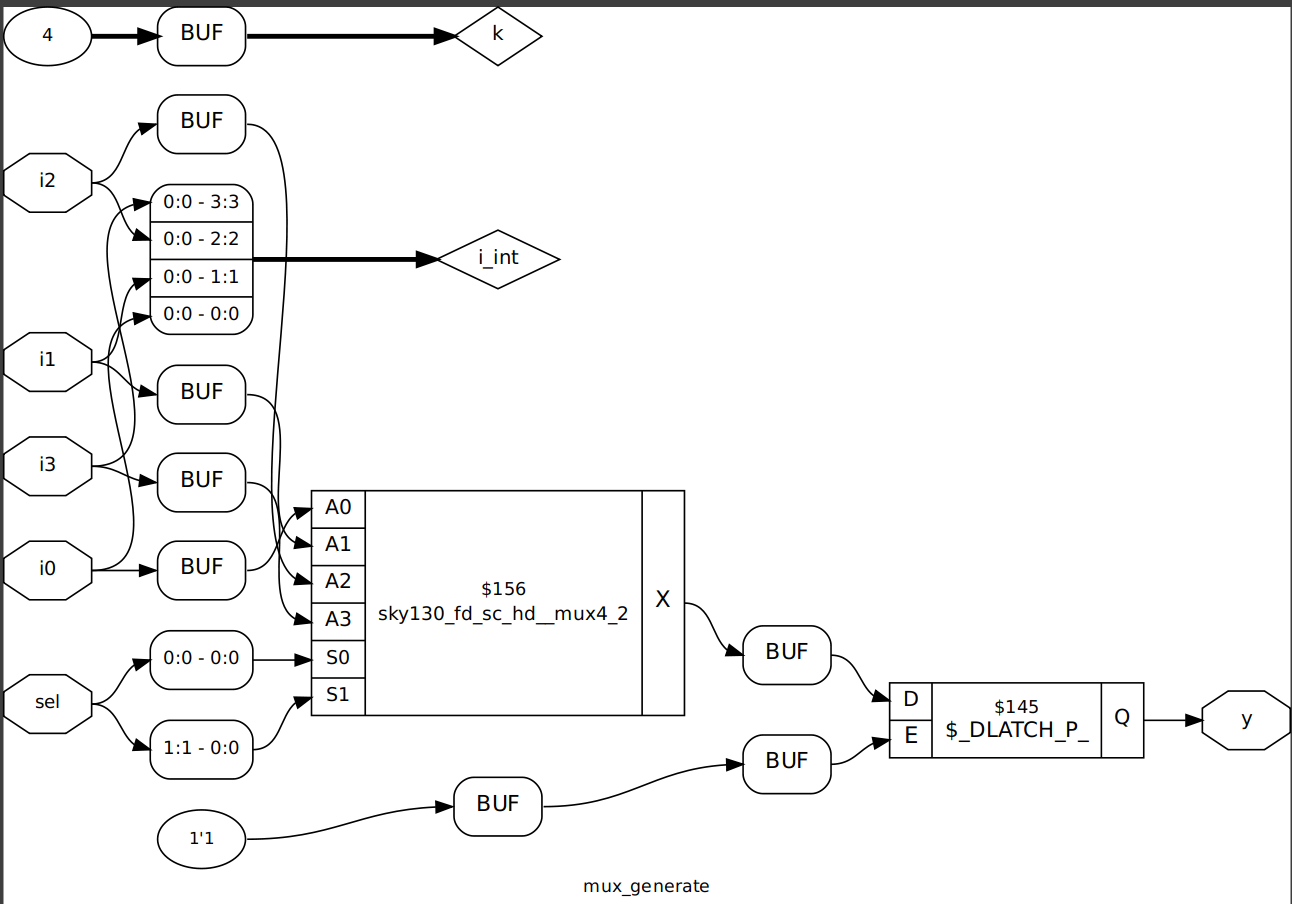 4
BUF
k
BUF
i2
0:0 - 3:3
0:0 - 2:2
0:0 - 1:1
0:0 - 0:0
i_int
i1
BUF
i3
BUF
i0
BUF
A0
A1
A2
A3
S0
S1
$156
sky130_fd_sc_hd__mux4_2
X
sel
0:0 - 0:0
1:1 - 0:0
BUF
BUF
D
E
$145
$_DLATCH_P_
Q
y
1'1
BUF
mux_generate